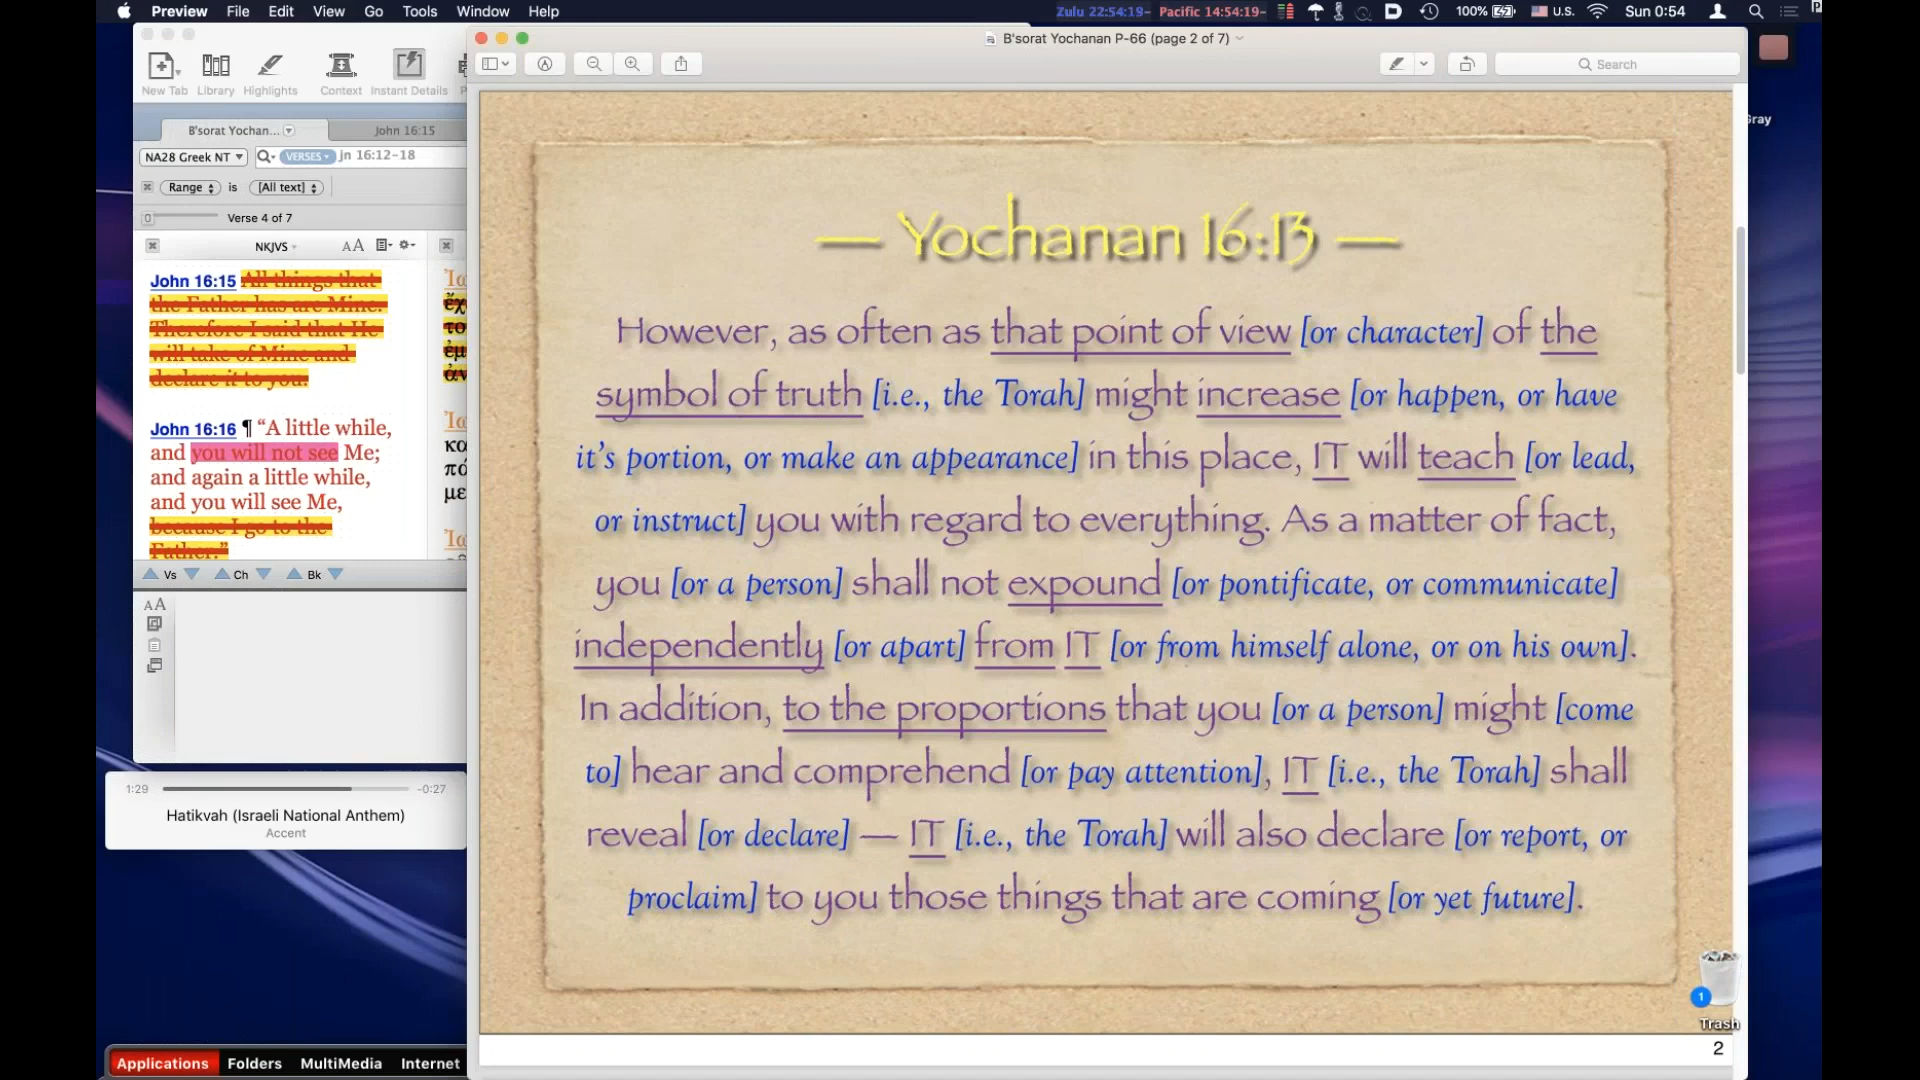 Preview File Edit View Go Tools Window Help
Zulu 22:54:19 Pacific 14:54:19
100% U.S. Sun 0:54
New Tab Library Highlights Context Instant Details
B'sorat Yochan... John 16:15
NA28 Greek NT VERSES jn 16:12-18
Range is [All text]
0 Verse 4 of 7
NKJVS AA
John 16:15 All things that
the Father has are Mine.
Therefore I said that He
will take of Mine and
declare it to you.
John 16:16 ¶ “A little while,
and you will not see Me;
and again a little while,
and you will see Me,
because I go to the
Father.”
Vs Ch Bk
AA
1:29 -0:27
Hatikvah (Israeli National Anthem)
Accent
Applications Folders MultiMedia Internet
B'sorat Yochanan P-66 (page 2 of 7)
Search
— Yochanan 16:13 —
However, as often as that point of view [or character] of the
symbol of truth [i.e., the Torah] might increase [or happen, or have
it’s portion, or make an appearance] in this place, IT will teach [or lead,
or instruct] you with regard to everything. As a matter of fact,
you [or a person] shall not expound [or pontificate, or communicate]
independently [or apart] from IT [or from himself alone, or on his own].
In addition, to the proportions that you [or a person] might [come
to] hear and comprehend [or pay attention], IT [i.e., the Torah] shall
reveal [or declare] — IT [i.e., the Torah] will also declare [or report, or
proclaim] to you those things that are coming [or yet future].
1
Trash
2